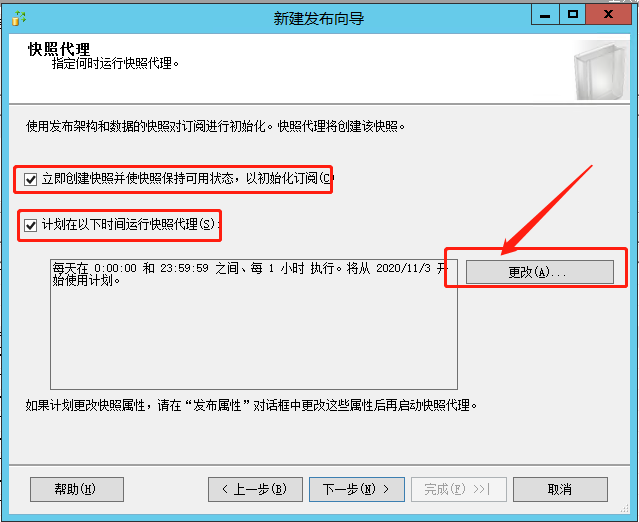 新建发布向导
快照代理
指定何时运行快照代理。
使用发布架构和数据的快照对订阅进行初始化。快照代理将创建该快照。
立即创建快照并使快照保持可用状态，以初始化订阅(C)
计划在以下时间运行快照代理(S):
每天在 0:00:00 和 23:59:59 之间、每 1 小时 执行。将从 2020/11/3 开
始使用计划。
更改(A)...
如果计划更改快照属性，请在“发布属性”对话框中更改这些属性后再启动快照代理。
帮助(H)
< 上一步(B)
下一步(N) >
完成(F) >>|
取消